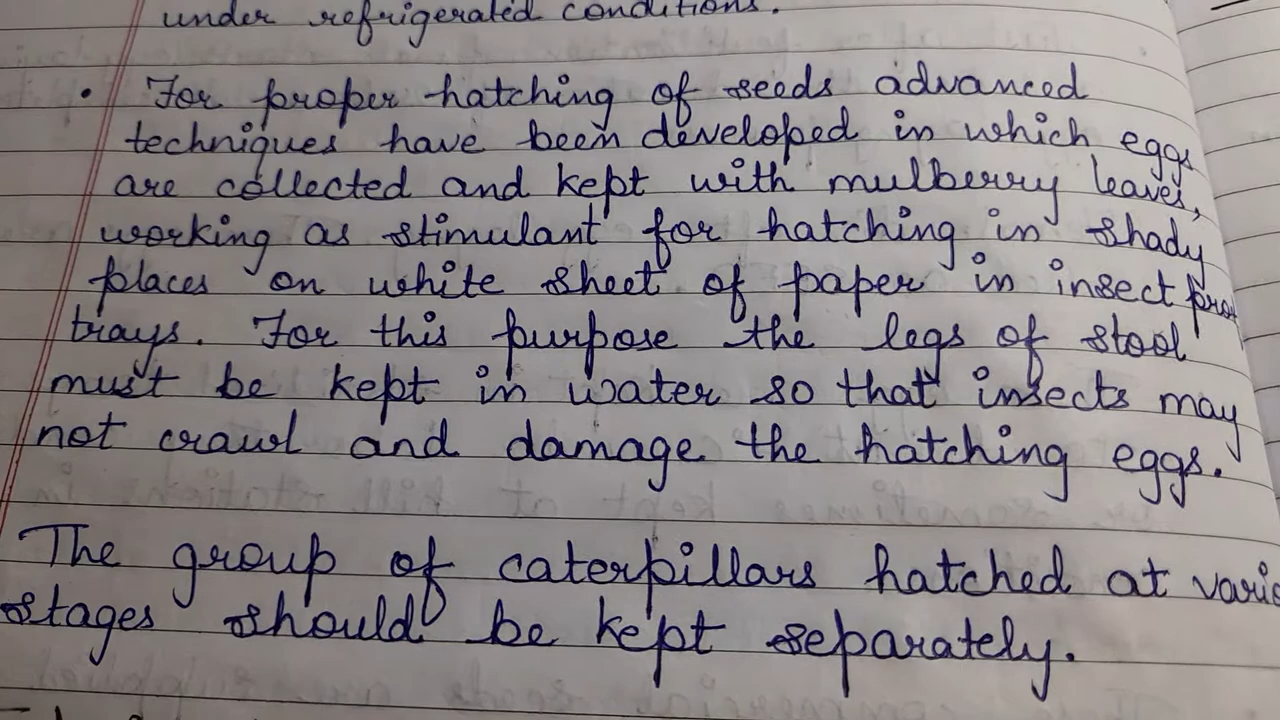 under refrigerated conditions.
• For proper hatching of seeds advanced
techniques have been developed in which eggs
are collected and kept with mulberry leaves,
working as stimulant for hatching in shady
places on white sheet of paper in insect
trays. For this purpose the legs of stool
must be kept in water so that insects may
not crawl and damage the hatching eggs.
The group of caterpillars hatched at
stages should be kept separately.